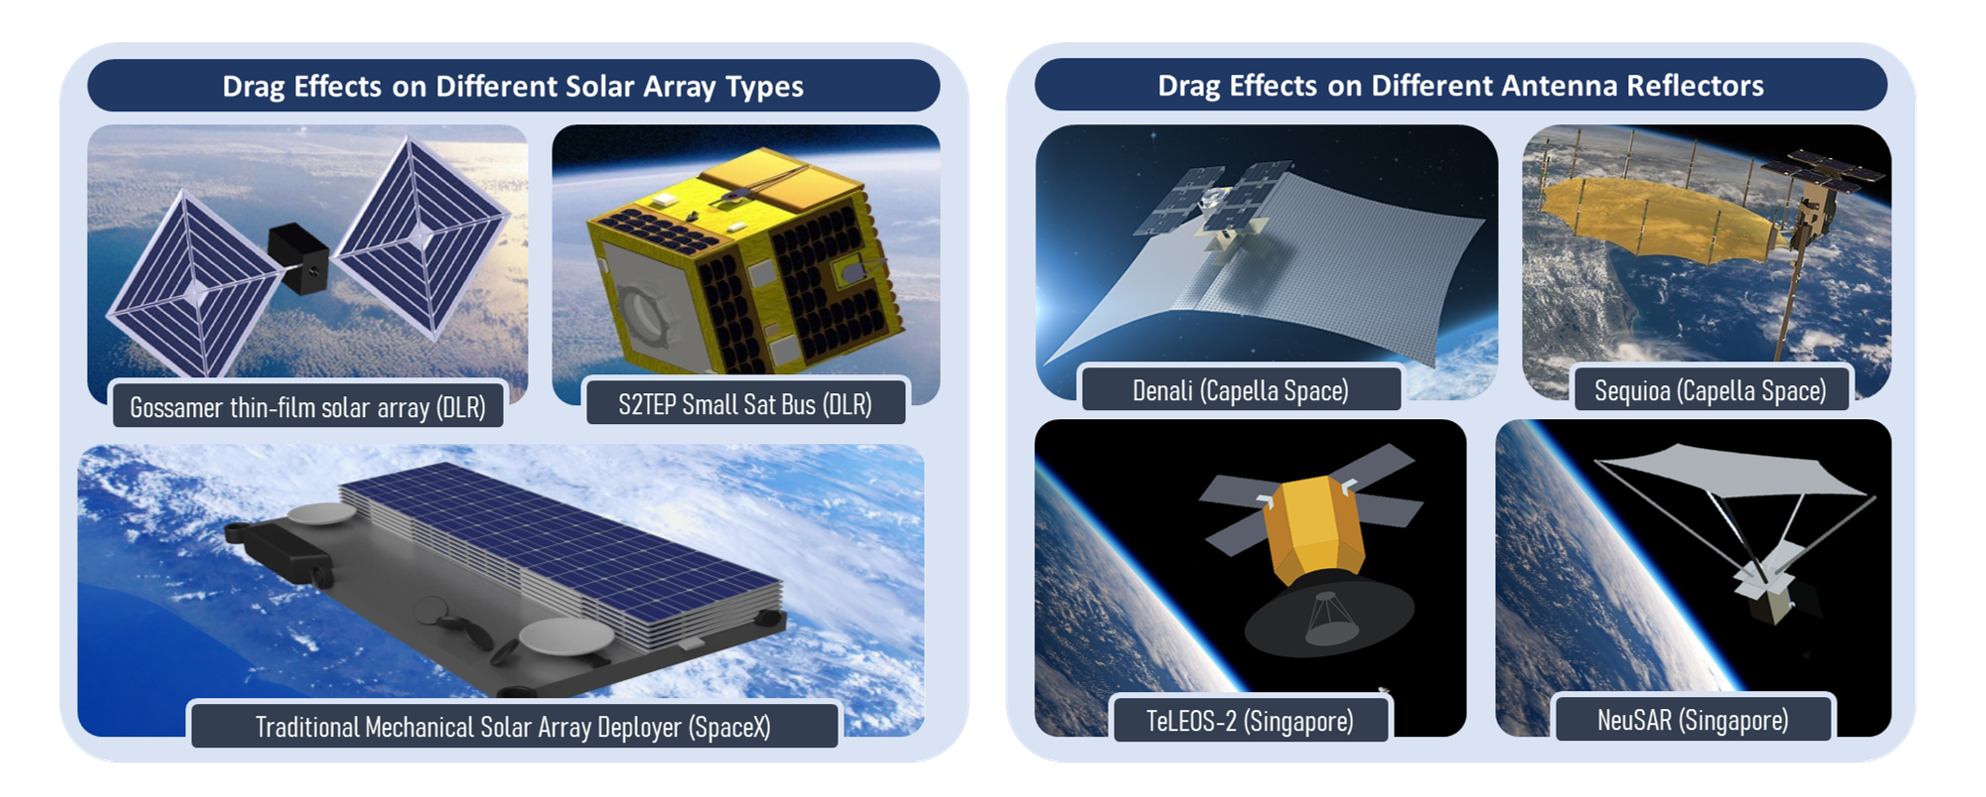 Drag Effects on Different Solar Array Types
Gossamer thin-film solar array (DLR)
S2TEP Small Sat Bus (DLR)
Traditional Mechanical Solar Array Deployer (SpaceX)
Drag Effects on Different Antenna Reflectors
Denali (Capella Space)
Sequioa (Capella Space)
TeLEOS-2 (Singapore)
NeuSAR (Singapore)